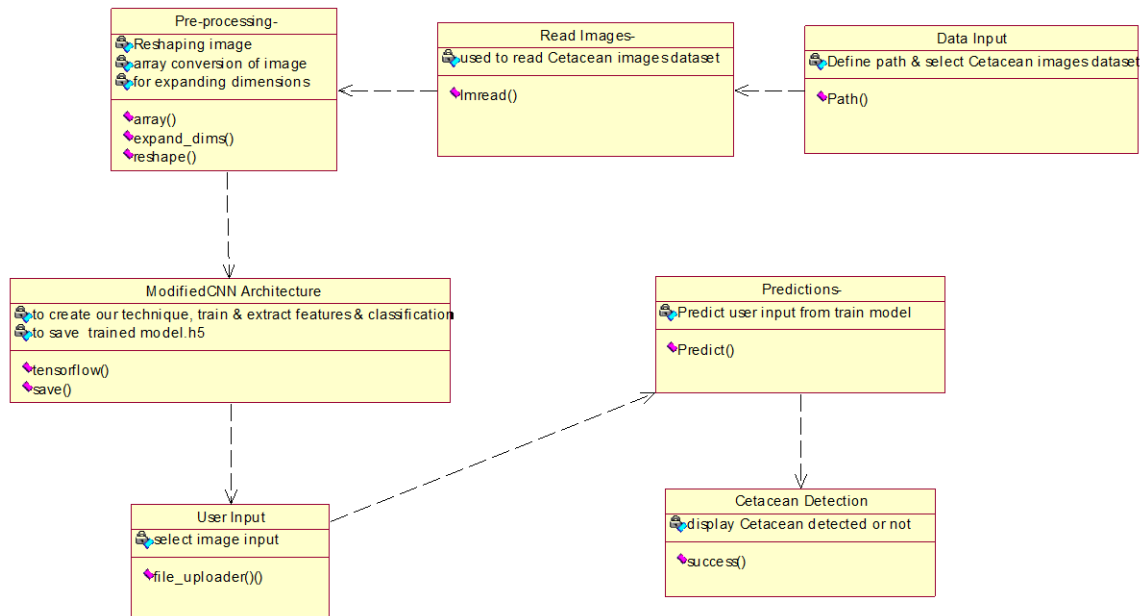 Pre-processing-
Reshaping image
array conversion of image
for expanding dimensions
array()
expand_dims()
reshape()
Read Images-
used to read Cetacean images dataset
Imread()
Data Input
Define path & select Cetacean images dataset
Path()
ModifiedCNN Architecture
to create our technique, train & extract features & classification
to save trained model.h5
tensorflow()
save()
Predictions-
Predict user input from train model
Predict()
User Input
select image input
file_uploader()()
Cetacean Detection
display Cetacean detected or not
success()